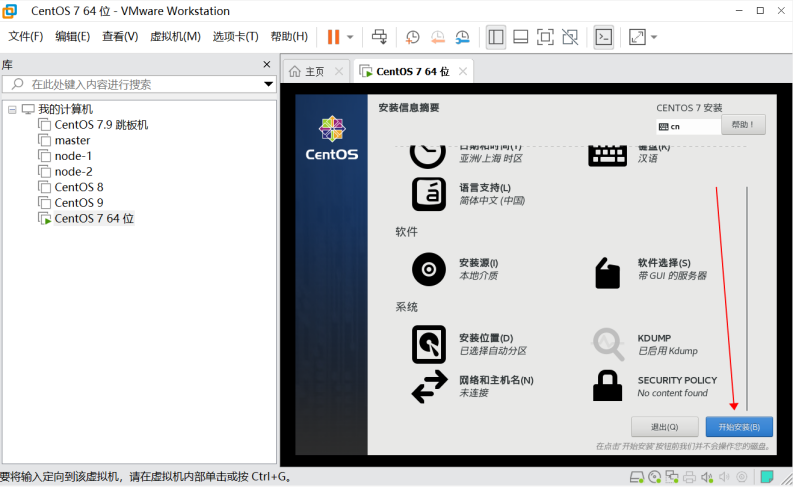 CentOS 7 64 位 - VMware Workstation
文件(F) 编辑(E) 查看(V) 虚拟机(M) 选项卡(T) 帮助(H)
库
在此处键入内容进行搜索
我的计算机
CentOS 7.9 跳板机
master
node-1
node-2
CentOS 8
CentOS 9
CentOS 7 64 位
主页 CentOS 7 64 位
CentOS
安装信息摘要
CENTOS 7 安装
cn 帮助！
日期和时间(T) 键盘(K)
亚洲/上海 时区 汉语
语言支持(L)
简体中文 (中国)
软件
安装源(I) 软件选择(S)
本地介质 带 GUI 的服务器
系统
安装位置(D) KDUMP
已选择自动分区 已启用 Kdump
网络和主机名(N) SECURITY POLICY
未连接 No content found
退出(Q) 开始安装(B)
在点击'开始安装'按钮前我们并不会操作您的磁盘。
要将输入定向到该虚拟机，请在虚拟机内部单击或按 Ctrl+G。